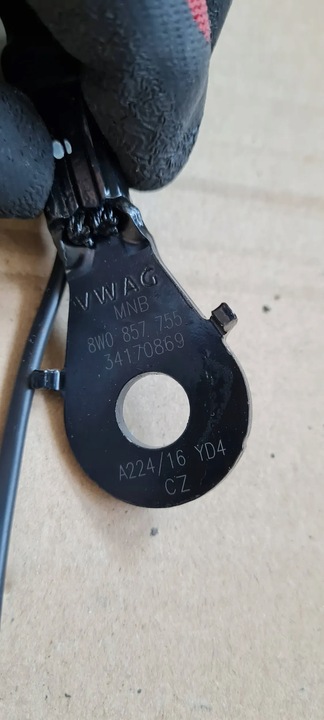 VWAG
MNB
8W0 857 755
34170869
A224/16 YD4
CZ